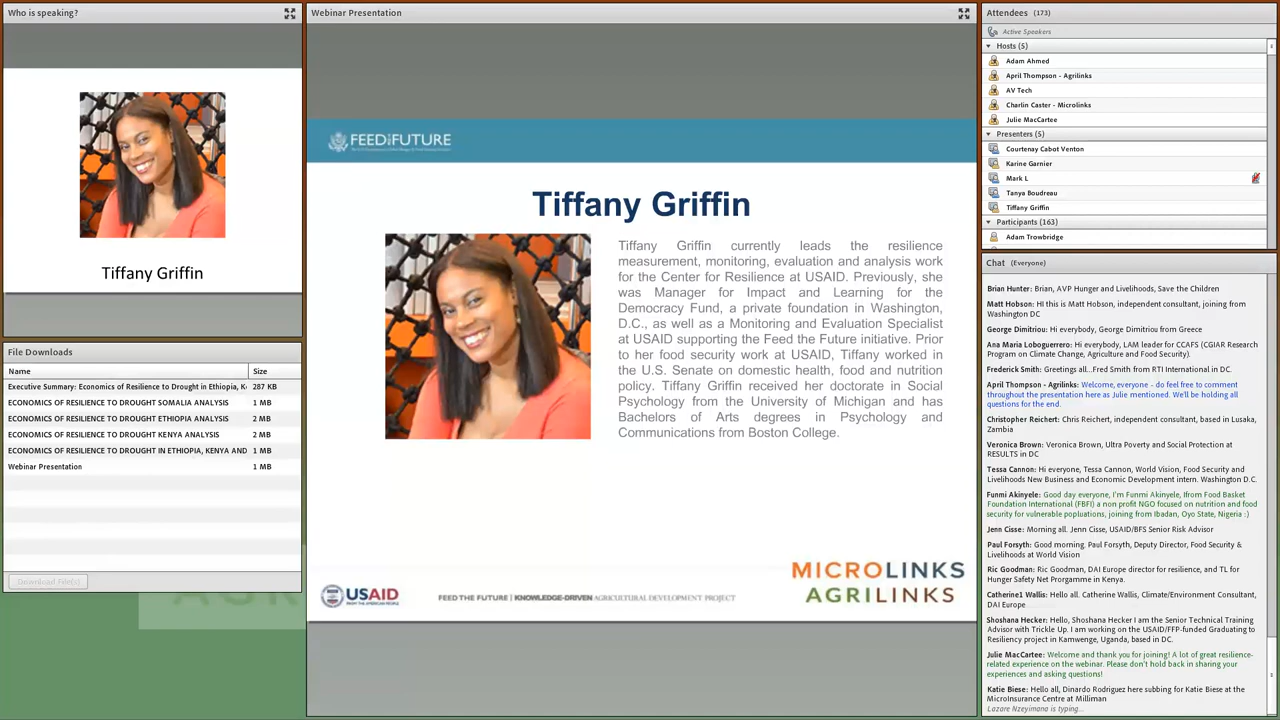 Who is speaking?
Tiffany Griffin
File Downloads
Name Size
Executive Summary: Economics of Resilience to Drought in Ethiopia, 287 KB
ECONOMICS OF RESILIENCE TO DROUGHT SOMALIA ANALYSIS 1 MB
ECONOMICS OF RESILIENCE TO DROUGHT ETHIOPIA ANALYSIS 2 MB
ECONOMICS OF RESILIENCE TO DROUGHT KENYA ANALYSIS 2 MB
ECONOMICS OF RESILIENCE TO DROUGHT IN ETHIOPIA, KENYA AND 1 MB
Webinar Presentation 1 MB
Download File(s)
Webinar Presentation
FEED THE FUTURE
Tiffany Griffin
Tiffany Griffin currently leads the resilience
measurement, monitoring, evaluation and analysis work
for the Center for Resilience at USAID. Previously, she
was Manager for Impact and Learning for the
Democracy Fund, a private foundation in Washington,
D.C., as well as a Monitoring and Evaluation Specialist
at USAID supporting the Feed the Future initiative. Prior
to her food security work at USAID, Tiffany worked in
the U.S. Senate on domestic health, food and nutrition
policy. Tiffany Griffin received her doctorate in Social
Psychology from the University of Michigan and has
Bachelors of Arts degrees in Psychology and
Communications from Boston College.
USAID
FROM THE AMERICAN PEOPLE
FEED THE FUTURE | KNOWLEDGE-DRIVEN AGRICULTURAL DEVELOPMENT PROJECT
MICROLINKS
AGRILINKS
Attendees (173)
Active Speakers
Hosts (5)
Adam Ahmed
April Thompson - Agrilinks
AV Tech
Charlin Caster - Microlinks
Julie MacCartee
Presenters (5)
Courtenay Cabot Venton
Karine Garnier
Mark L
Tanya Boudreau
Tiffany Griffin
Participants (163)
Adam Trowbridge
Chat (Everyone)
Brian Hunter: Brian, AVP Hunger and Livelihoods, Save the Children
Matt Hobson: HI this is Matt Hobson, independent consultant, joining from
Washington DC
George Dimitriou: Hi everybody, George Dimitriou from Greece
Ana Maria Loboguerrero: Hi everybody, LAM leader for CCAFS (CGIAR Research
Program on Climate Change, Agriculture and Food Security).
Frederick Smith: Greetings all...Fred Smith from RTI International in DC.
April Thompson - Agrilinks: Welcome, everyone - do feel free to comment
throughout the presentation here as Julie mentioned. We'll be holding all
questions for the end.
Christopher Reichert: Chris Reichert, independent consultant, based in Lusaka,
Zambia
Veronica Brown: Veronica Brown, Ultra Poverty and Social Protection at
RESULTS in DC
Tessa Cannon: Hi everyone, Tessa Cannon, World Vision, Food Security and
Livelihoods New Business and Economic Development intern. Washington D.C.
Funmi Akinyele: Good day everyone, I'm Funmi Akinyele, Ifrom Food Basket
Foundation International (FBFI) a non profit NGO focused on nutrition and food
security for vulnerable popluations, joining from Ibadan, Oyo State, Nigeria :)
Jenn Cisse: Morning all. Jenn Cisse, USAID/BFS Senior Risk Advisor
Paul Forsyth: Good morning, Paul Forsyth, Deputy Director, Food Security &
Livelihoods at World Vision
Ric Goodman: Ric Goodman, DAI Europe director for resilience, and TL for
Hunger Safety Net Prorgamme in Kenya.
Catherine1 Wallis: Hello all. Catherine Wallis, Climate/Environment Consultant,
DAI Europe
Shoshana Hecker: Hello, Shoshana Hecker I am the Senior Technical Training
Advisor with Trickle Up. I am working on the USAID/FFP-funded Graduating to
Resiliency project in Kamwenge, Uganda, based in DC.
Julie MacCartee: Welcome and thank you for joining! A lot of great resilience-
related experience on the webinar. Please don't hold back in sharing your
experiences and asking questions!
Katie Biese: Hello all, Dinardo Rodriguez here subbing for Katie Biese at the
MicroInsurance Centre at Milliman
Lazare Nzeyimana is typing...